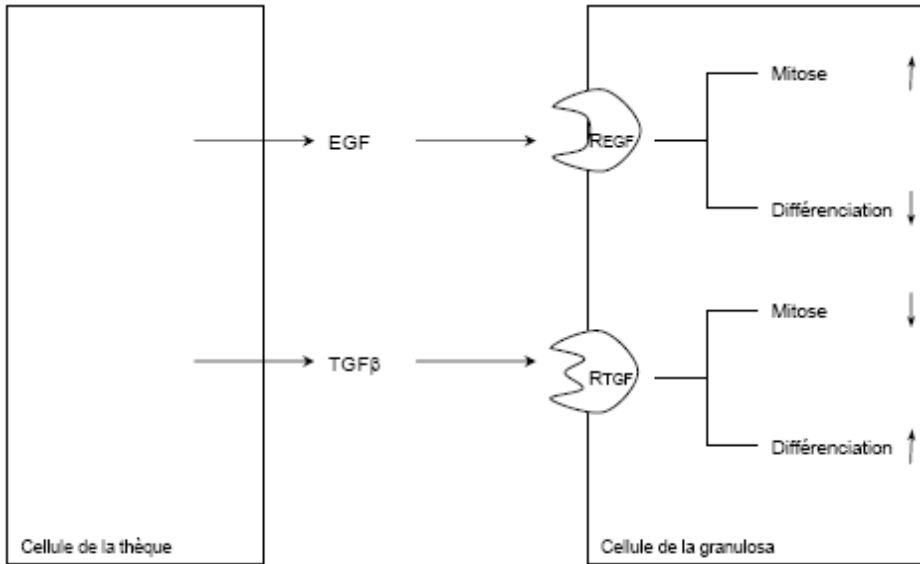 Mitose
EGF
REGF
Différenciation
Mitose
TGFβ
RTGF
Différenciation
Cellule de la thèque
Cellule de la granulosa